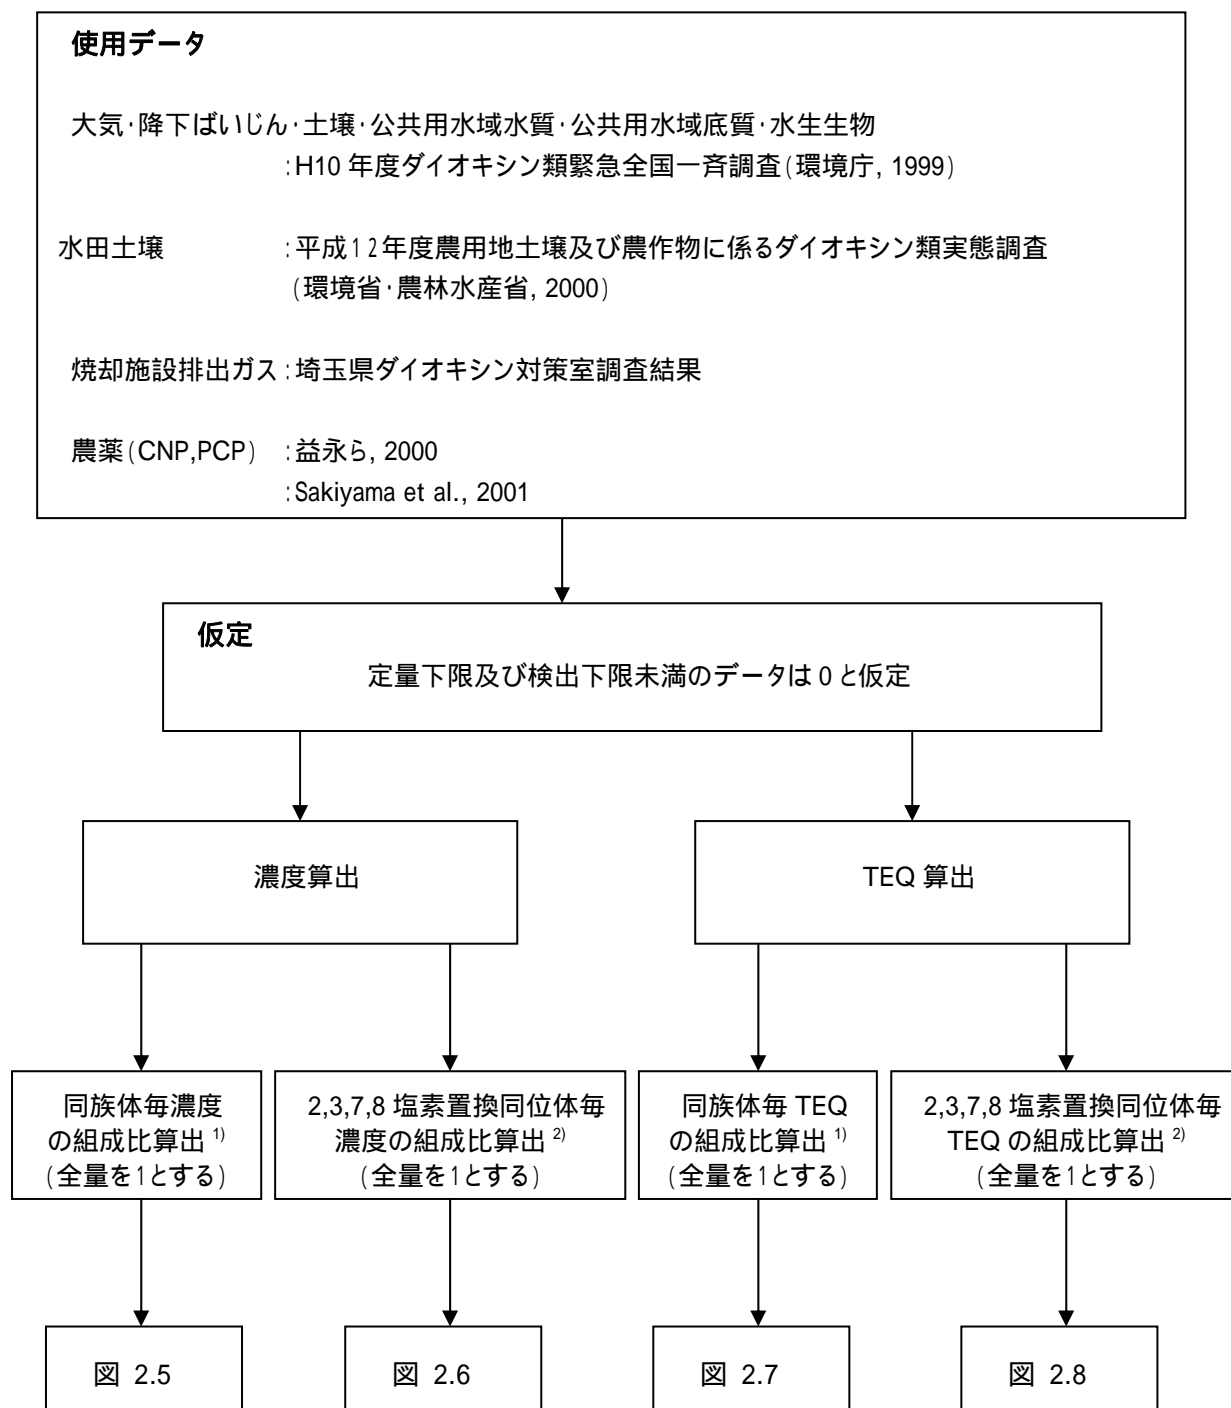 使用データ
大気・降下ばいじん・土壌・公共用水域水質・公共用水域底質・水生生物
:H10 年度ダイオキシン類緊急全国一斉調査(環境庁, 1999)
水田土壌 :平成12年度農用地土壌及び農作物に係るダイオキシン類実態調査
(環境省・農林水産省, 2000)
焼却施設排出ガス:埼玉県ダイオキシン対策室調査結果
農薬(CNP,PCP) :益永ら, 2000
:Sakiyama et al., 2001
仮定
定量下限及び検出下限未満のデータは 0 と仮定
濃度算出
TEQ 算出
同族体毎濃度
の組成比算出 1)
(全量を1とする)
2,3,7,8 塩素置換同位体毎
濃度の組成比算出 2)
(全量を1とする)
同族体毎 TEQ
の組成比算出 1)
(全量を1とする)
2,3,7,8 塩素置換同位体毎
TEQ の組成比算出 2)
(全量を1とする)
図 2.5
図 2.6
図 2.7
図 2.8